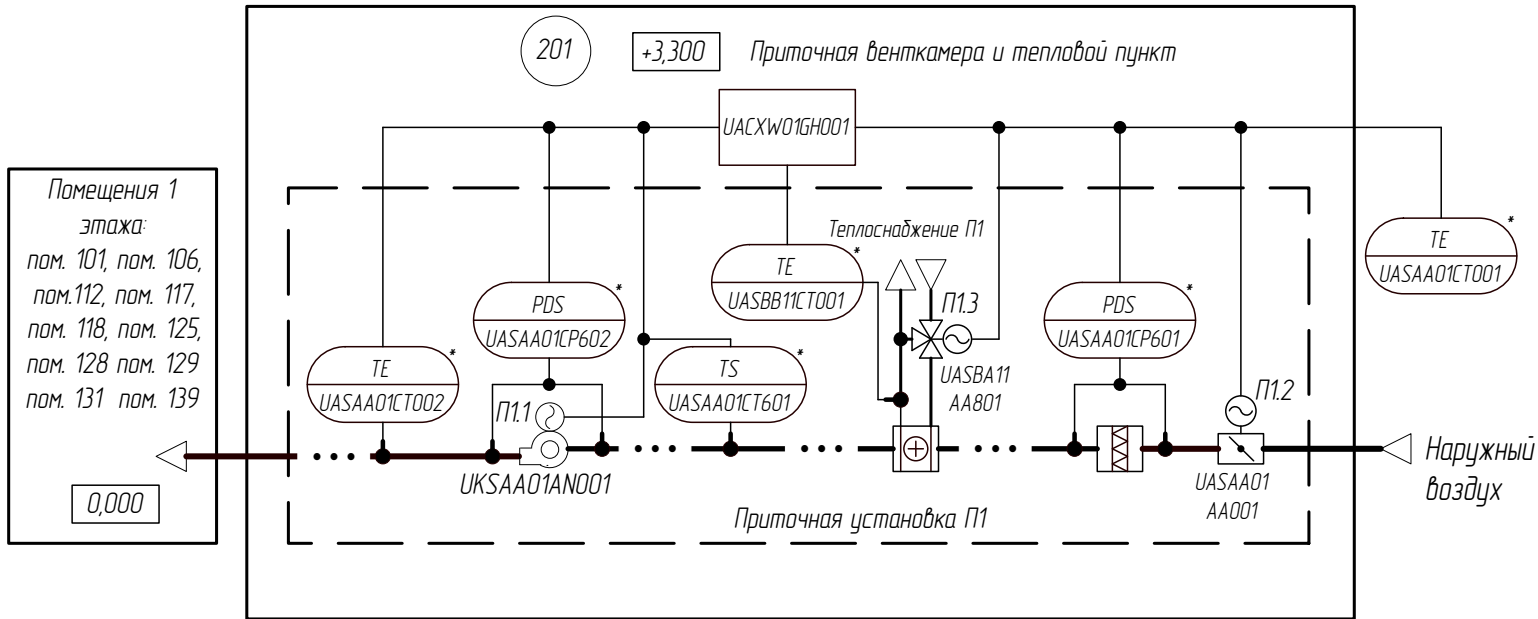 201
+3,300
Приточная венткамера и тепловой пункт
UACXW01GH001
Помещения 1
этажа:
пом. 101, пом. 106,
пом.112, пом. 117,
пом. 118, пом. 125,
пом. 128 пом. 129
пом. 131 пом. 139
0,000
Теплоснабжение П1
TE
*
UASBB11CT001
TE
*
UASAA01CT001
PDS
*
UASAA01CP602
PDS
*
UASAA01CP601
П1.3
UASBA11
AA801
TE
*
UASAA01CT002
TS
*
UASAA01CT601
П1.1
UKSAA01AN001
П1.2
UASAA01
AA001
Наружный
воздух
Приточная установка П1